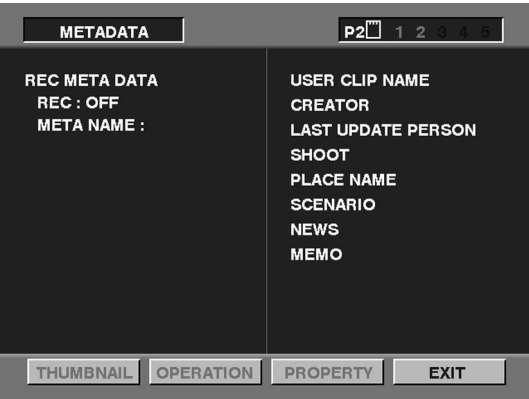 METADATA
P2 1 2 3 4 5
REC META DATA
REC : OFF
META NAME :
USER CLIP NAME
CREATOR
LAST UPDATE PERSON
SHOOT
PLACE NAME
SCENARIO
NEWS
MEMO
THUMBNAIL OPERATION PROPERTY EXIT